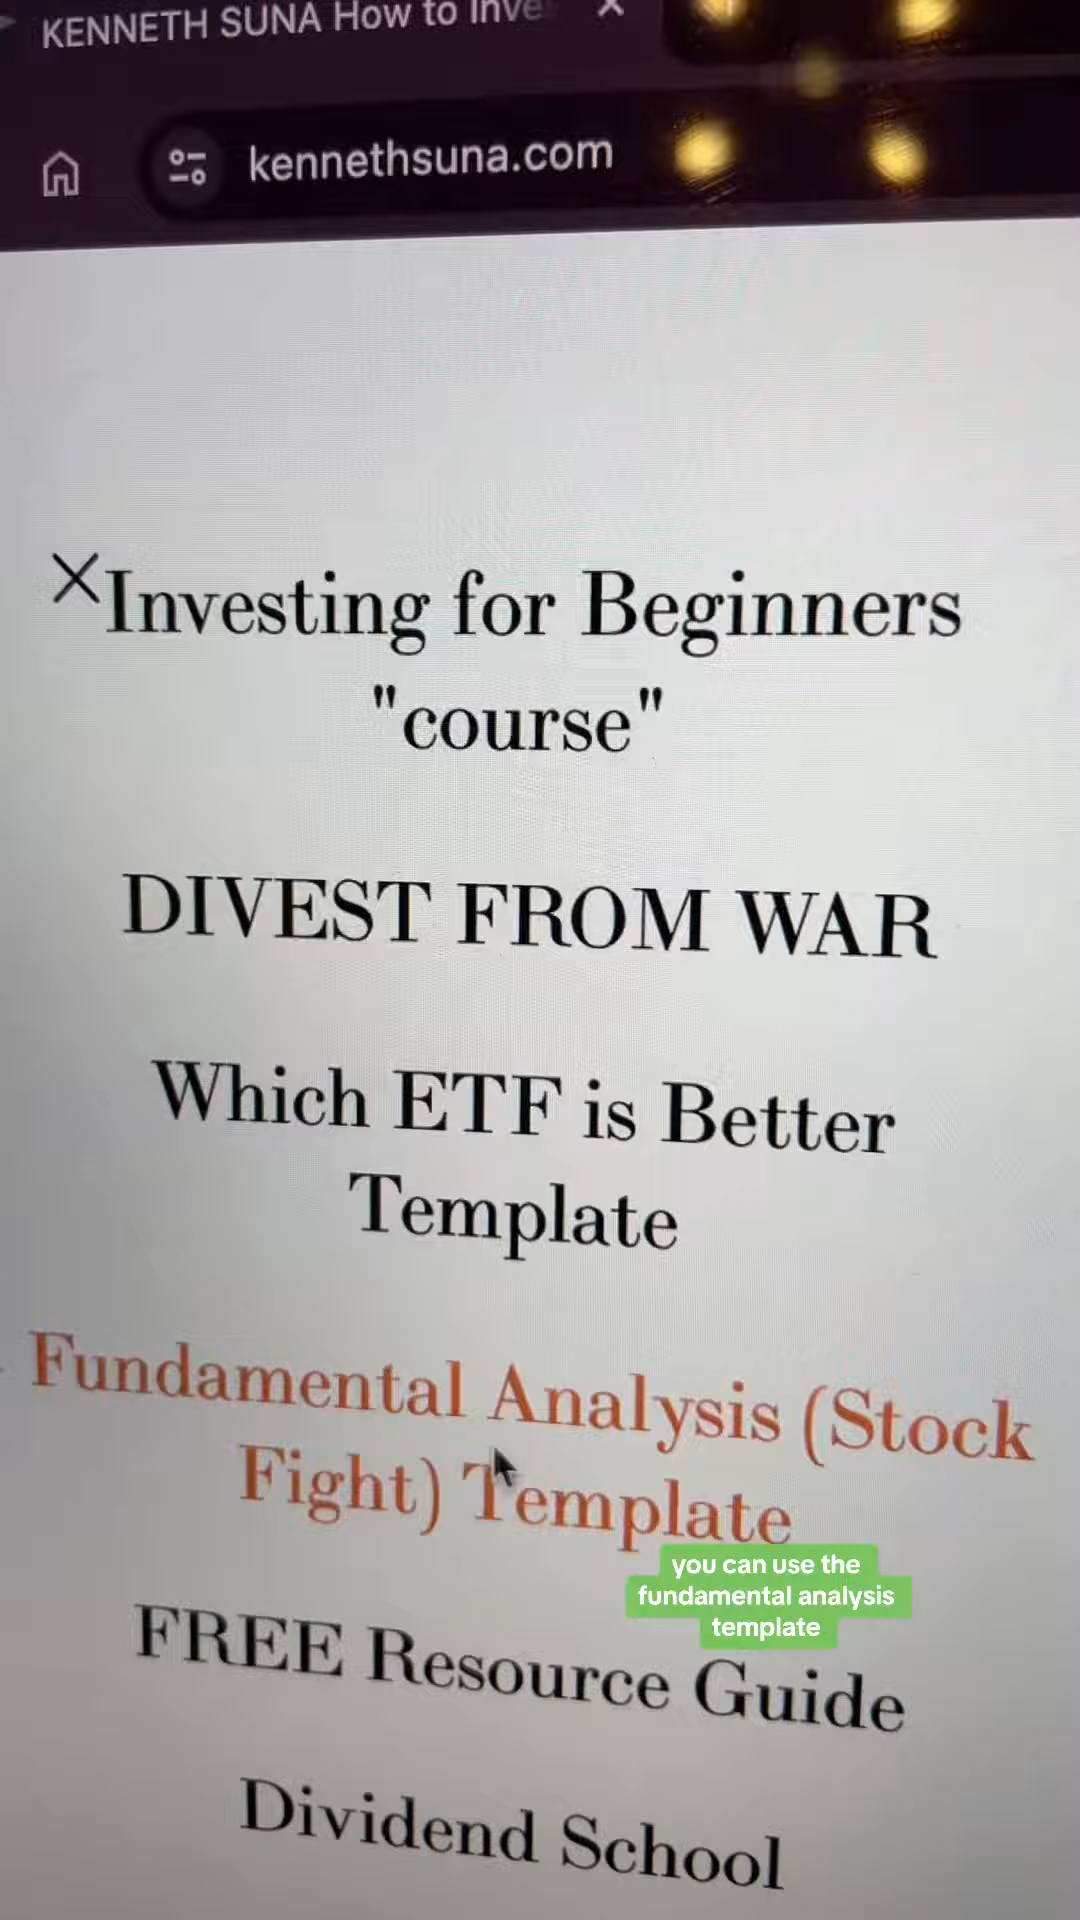 KENNETH SUNA How to Inve
kennethsuna.com
Investing for Beginners
"course"
DIVEST FROM WAR
Which ETF is Better
Template
Fundamental Analysis (Stock
Fight) Template
you can use the
fundamental analysis
template
FREE Resource Guide
Dividend School